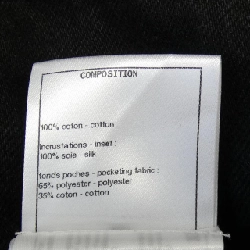 COMPOSITION
100% coton - cotton
Incrustations - inset :
100% soie - silk
fonds poches - pocketing fabric :
65% polyester - polyester
35% coton - cotton